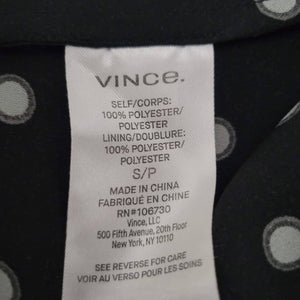 VINCE.
SELF/CORPS:
100% POLYESTER/
POLYESTER
LINING/DOUBLURE:
100% POLYESTER/
POLYESTER
S/P
MADE IN CHINA
FABRIQUÉ EN CHINE
RN#106730
Vince, LLC
500 Fifth Avenue, 20th Floor
New York, NY 10110
SEE REVERSE FOR CARE
VOIR AU VERSO POUR LES SOINS